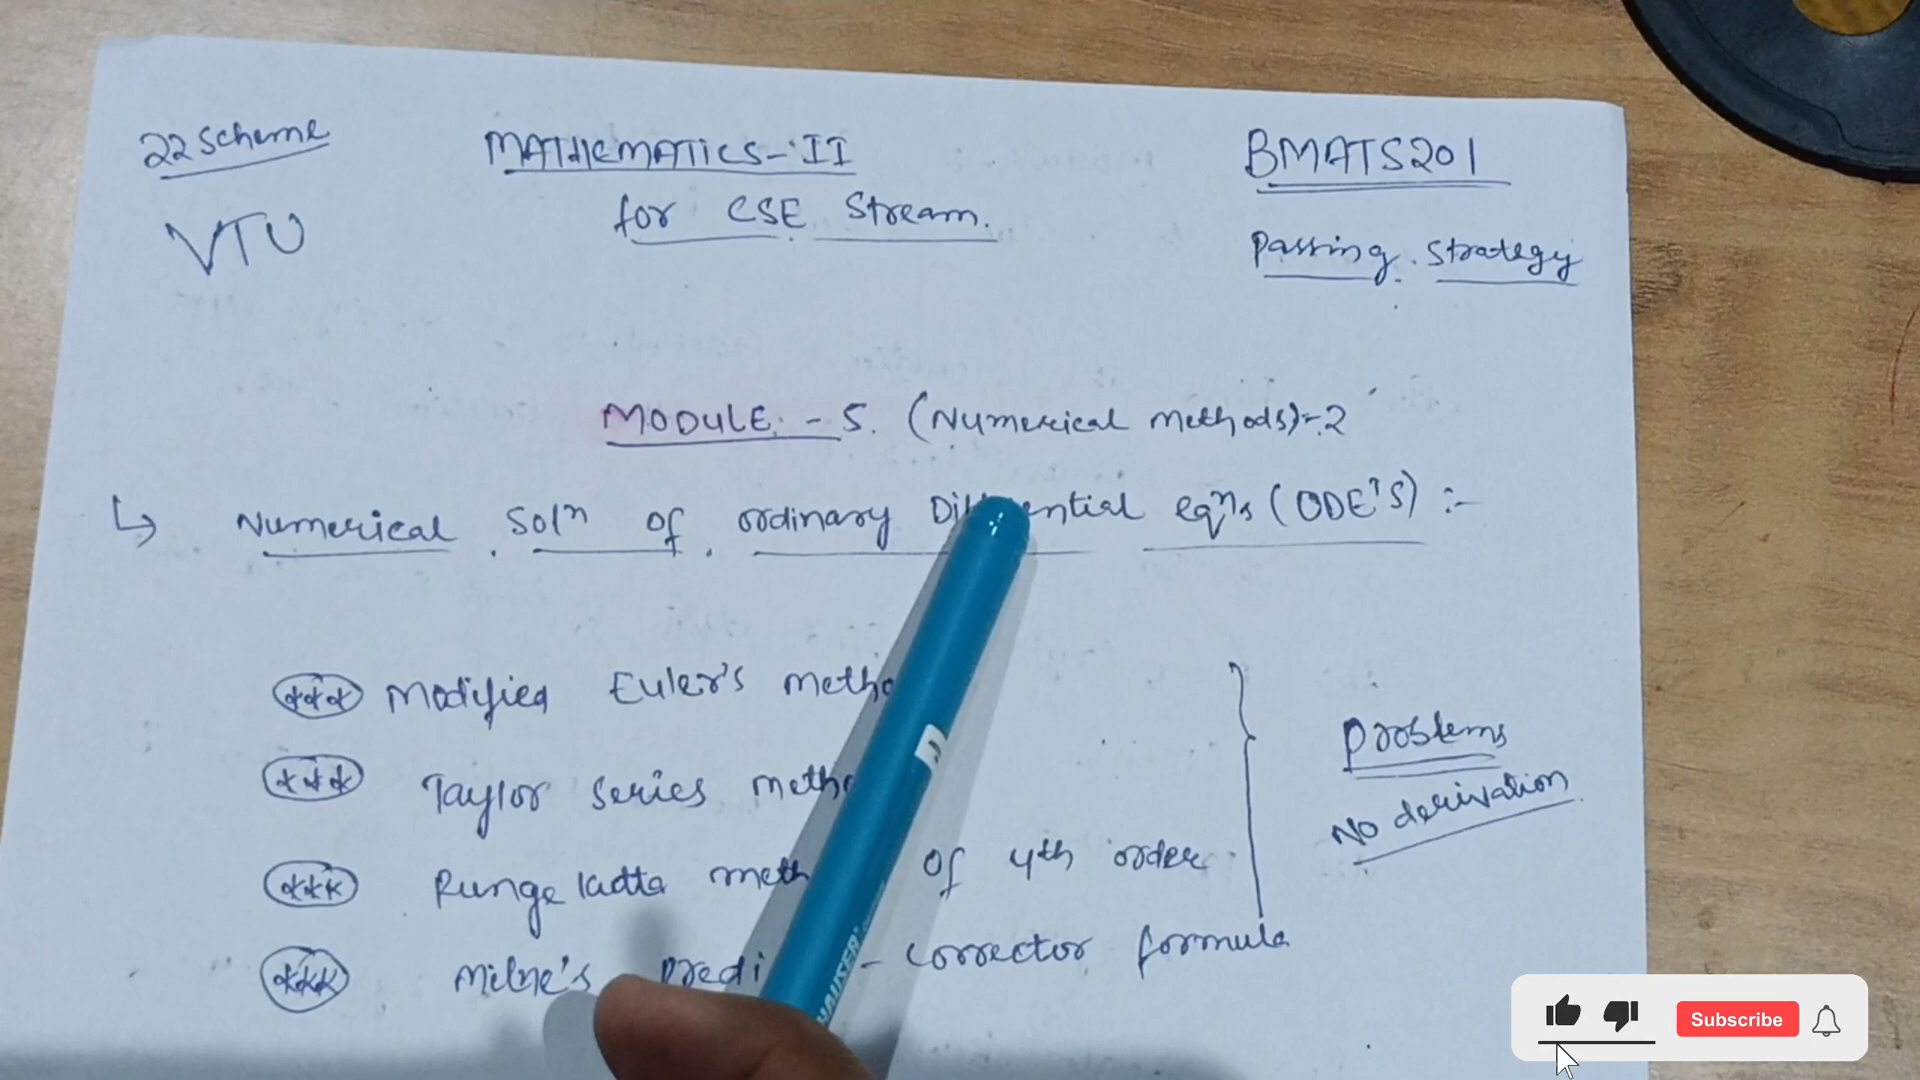 22 Scheme MATHEMATICS-II BMATS201
VTU for CSE Stream. Passing Strategy
MODULE - 5. (Numerical Methods)-2
↳ Numerical Solⁿ of ordinary Differential eqⁿs (ODE'S) :-
*** Modified Euler's
*** Taylor Series
*** Runge kutta of 4th order
*** Milne's - corrector formula
} Problems
No derivation
HAUSER
Subscribe